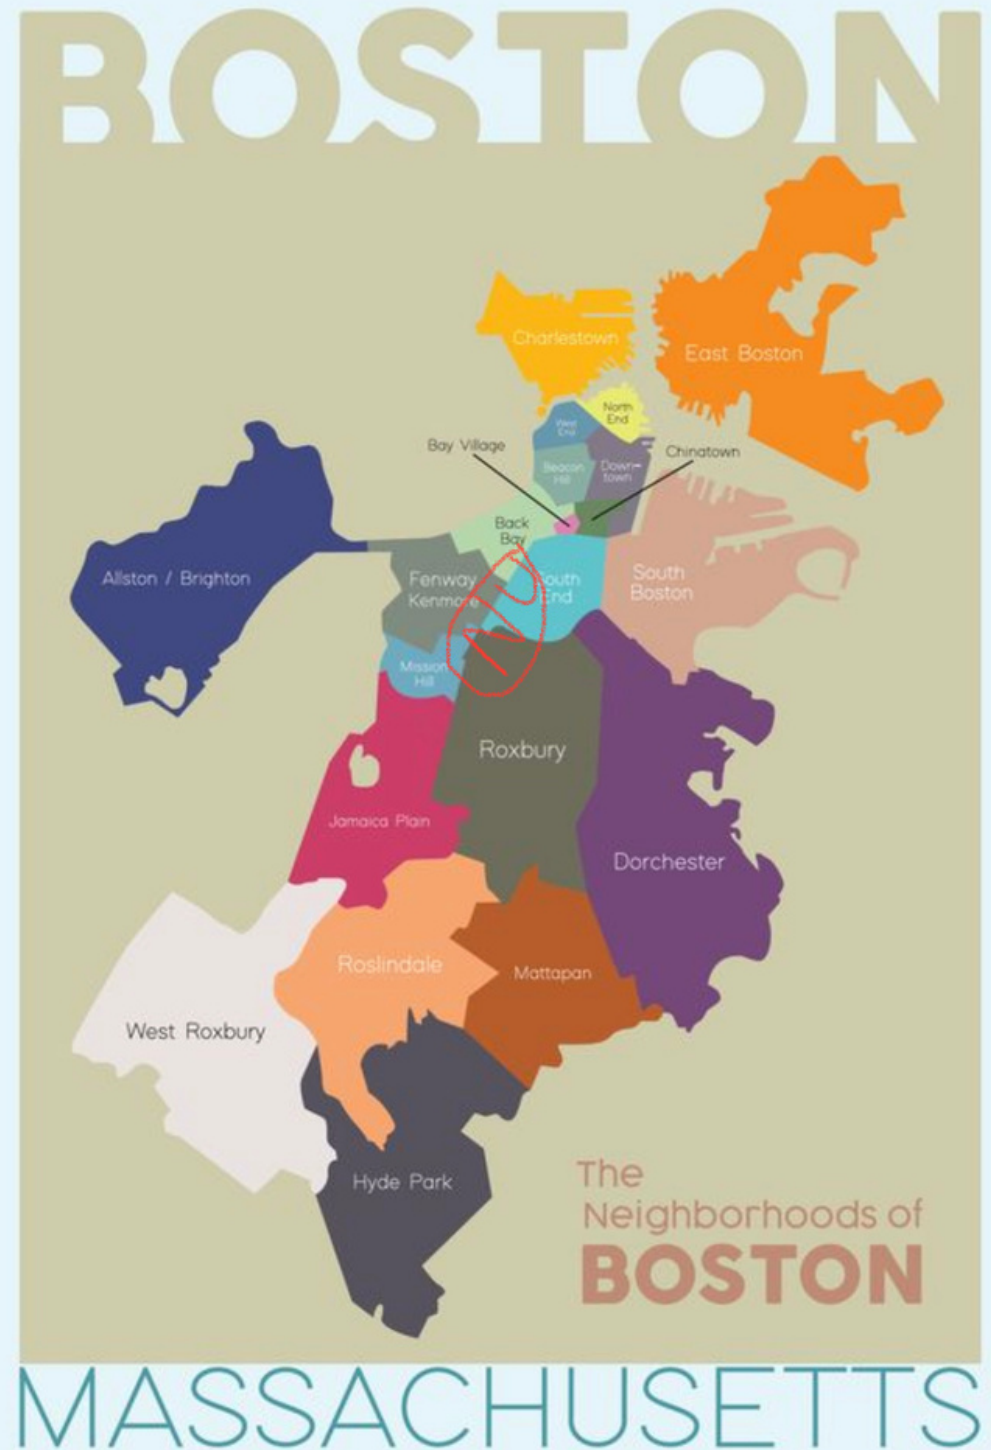 BOSTON
Charlestown
East Boston
North
End
West
End
Bay Village
Chinatown
Beacon
Hill
Down-
town
Back
Bay
Allston / Brighton
Fenway
Kenmore
South
End
South
Boston
NU
Mission
Hill
Roxbury
Jamaica Plain
Dorchester
Roslindale
Mattapan
West Roxbury
Hyde Park
The
Neighborhoods of
BOSTON
MASSACHUSETTS